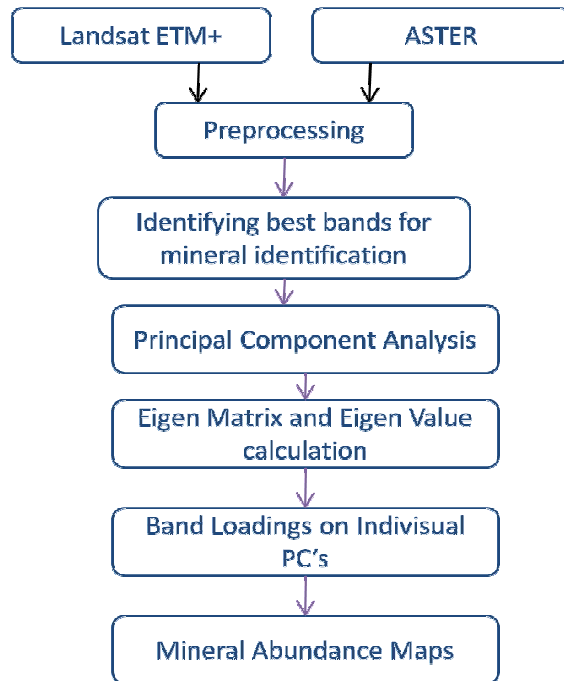 Landsat ETM+
ASTER
Preprocessing
Identifying best bands for
mineral identification
Principal Component Analysis
Eigen Matrix and Eigen Value
calculation
Band Loadings on Indivisual
PC's
Mineral Abundance Maps